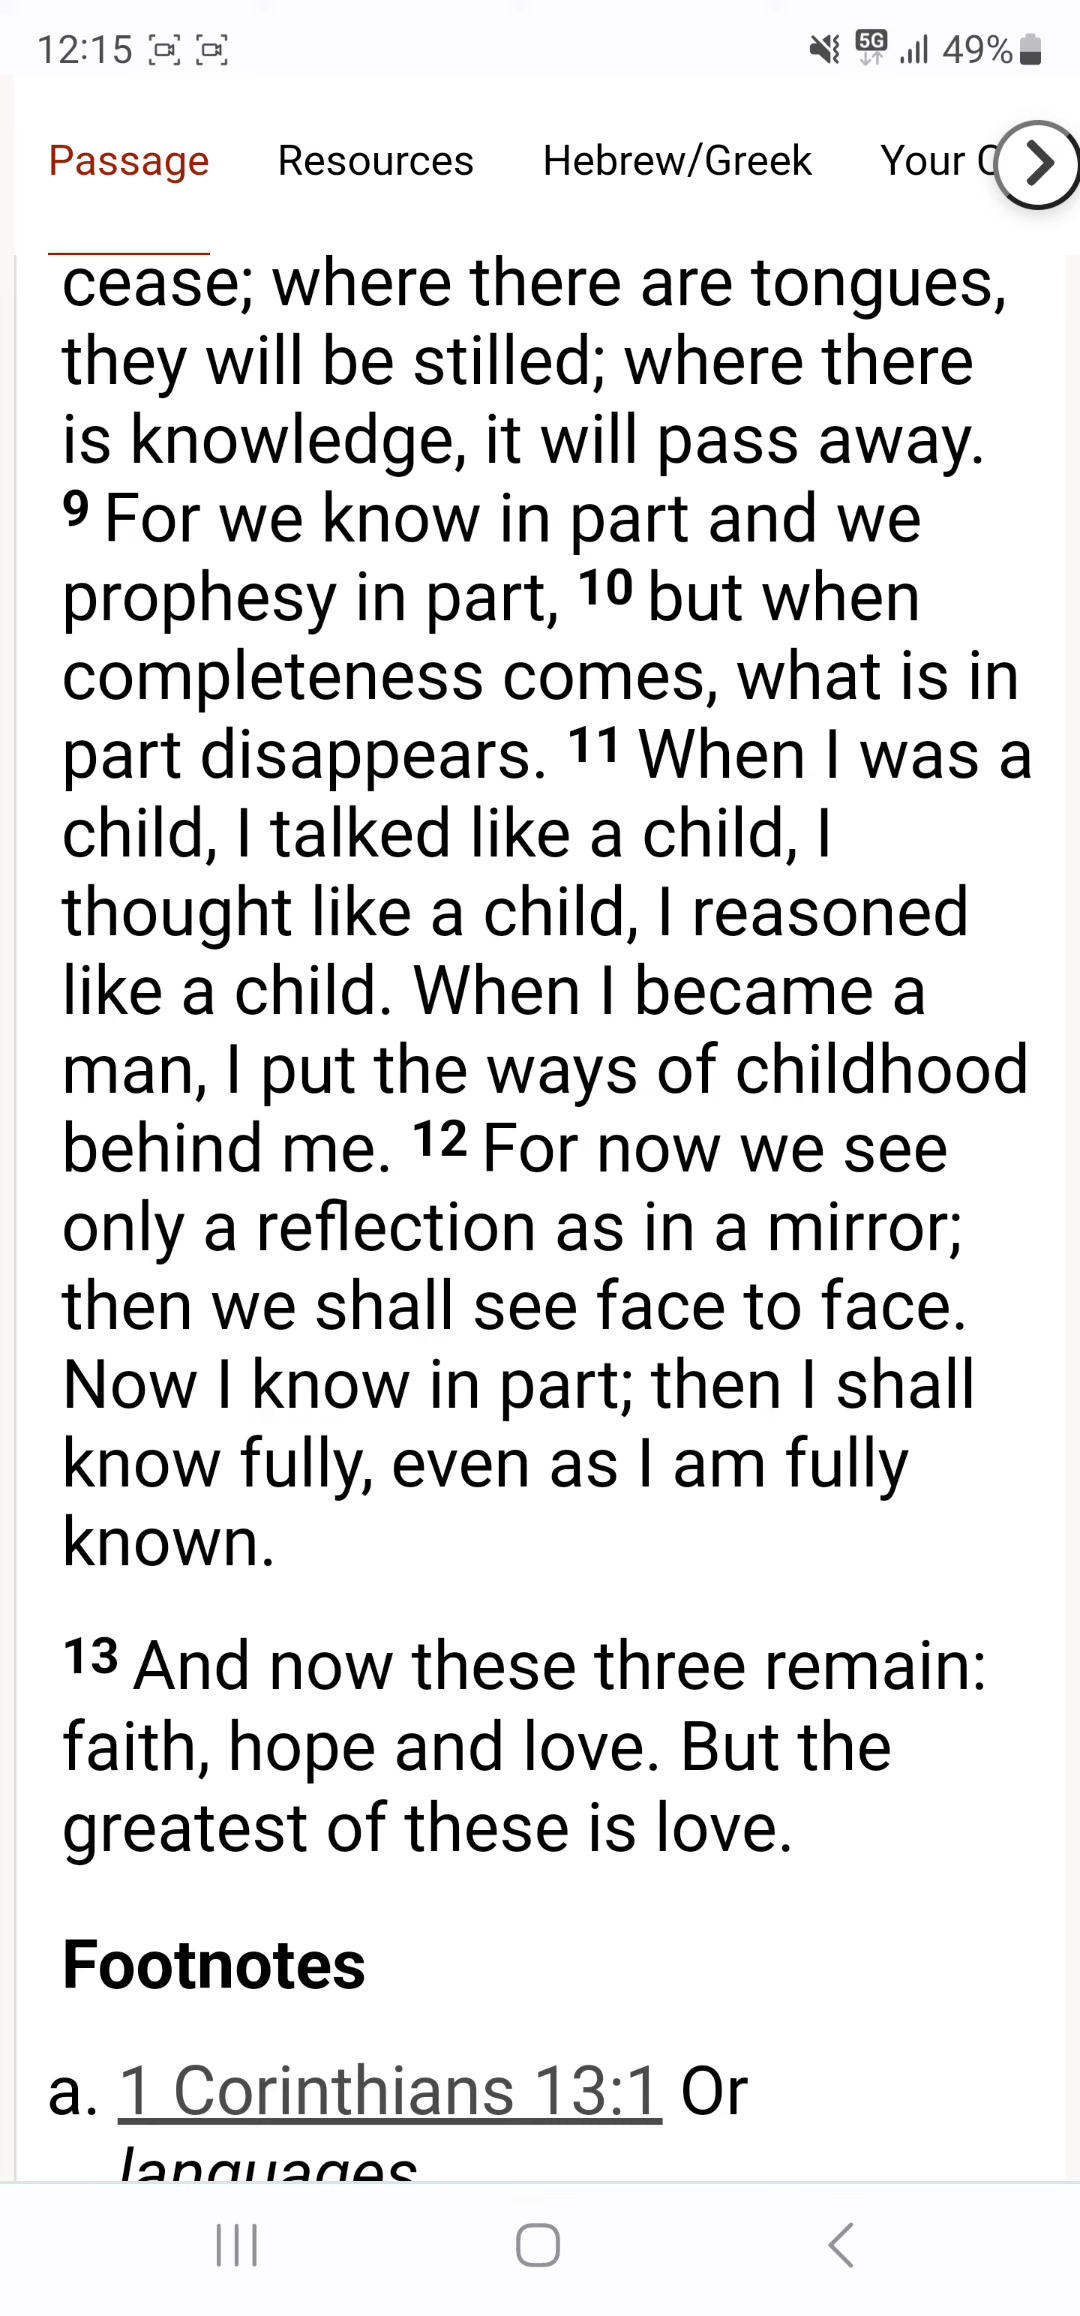 12:15 5G 49%
Passage Resources Hebrew/Greek Your
cease; where there are tongues,
they will be stilled; where there
is knowledge, it will pass away.
9 For we know in part and we
prophesy in part, 10 but when
completeness comes, what is in
part disappears. 11 When I was a
child, I talked like a child, I
thought like a child, I reasoned
like a child. When I became a
man, I put the ways of childhood
behind me. 12 For now we see
only a reflection as in a mirror;
then we shall see face to face.
Now I know in part; then I shall
know fully, even as I am fully
known.
13 And now these three remain:
faith, hope and love. But the
greatest of these is love.
Footnotes
a. 1 Corinthians 13:1 Or
languages